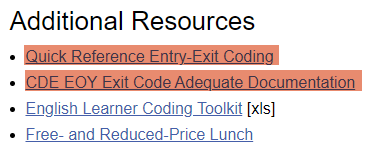 Additional Resources
• Quick Reference Entry-Exit Coding
• CDE EOY Exit Code Adequate Documentation
• English Learner Coding Toolkit [xls]
• Free- and Reduced-Price Lunch